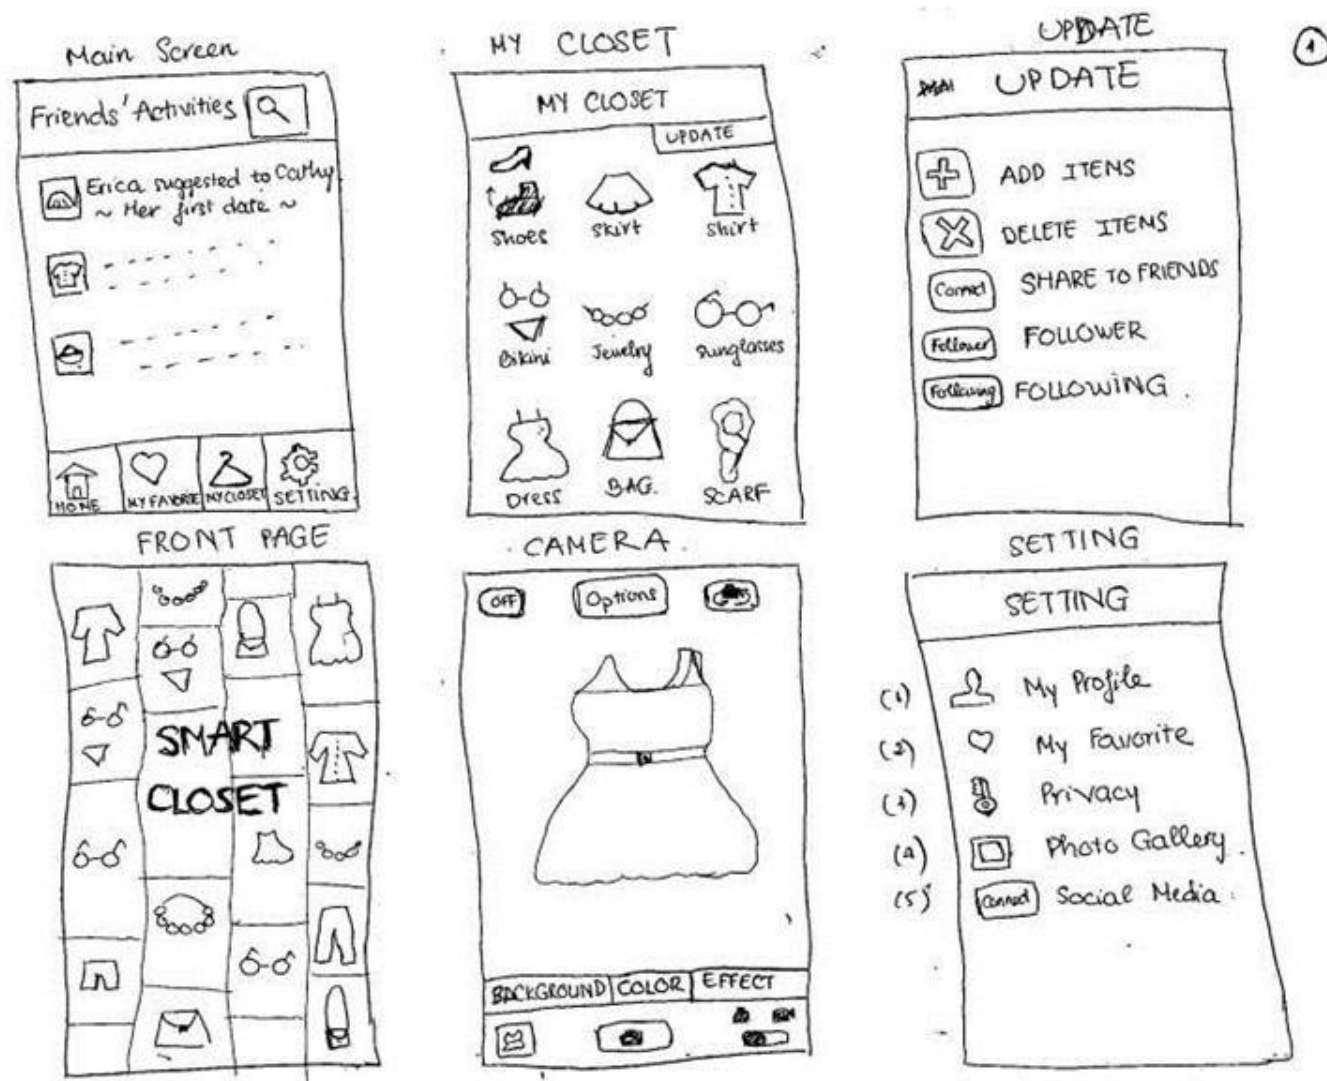 Main Screen
Friends' Activities
Erica suggested to Cathy
~ Her first date ~
HOME
MY FAVORITE
MY CLOSET
SETTING
MY CLOSET
MY CLOSET
UPDATE
Shoes
Skirt
Shirt
Bikini
Jewelry
Sunglasses
Dress
BAG.
SCARF
UPDATE
1
UPDATE
ADD ITEMS
DELETE ITEMS
Connect
SHARE TO FRIENDS
Follower
FOLLOWER
Following
FOLLOWING.
FRONT PAGE
SMART
CLOSET
CAMERA.
OFF
Options
BACKGROUND
COLOR
EFFECT
SETTING
SETTING
(1) My Profile
(2) My Favorite
(3) Privacy
(4) Photo Gallery.
(5) Connect Social Media.